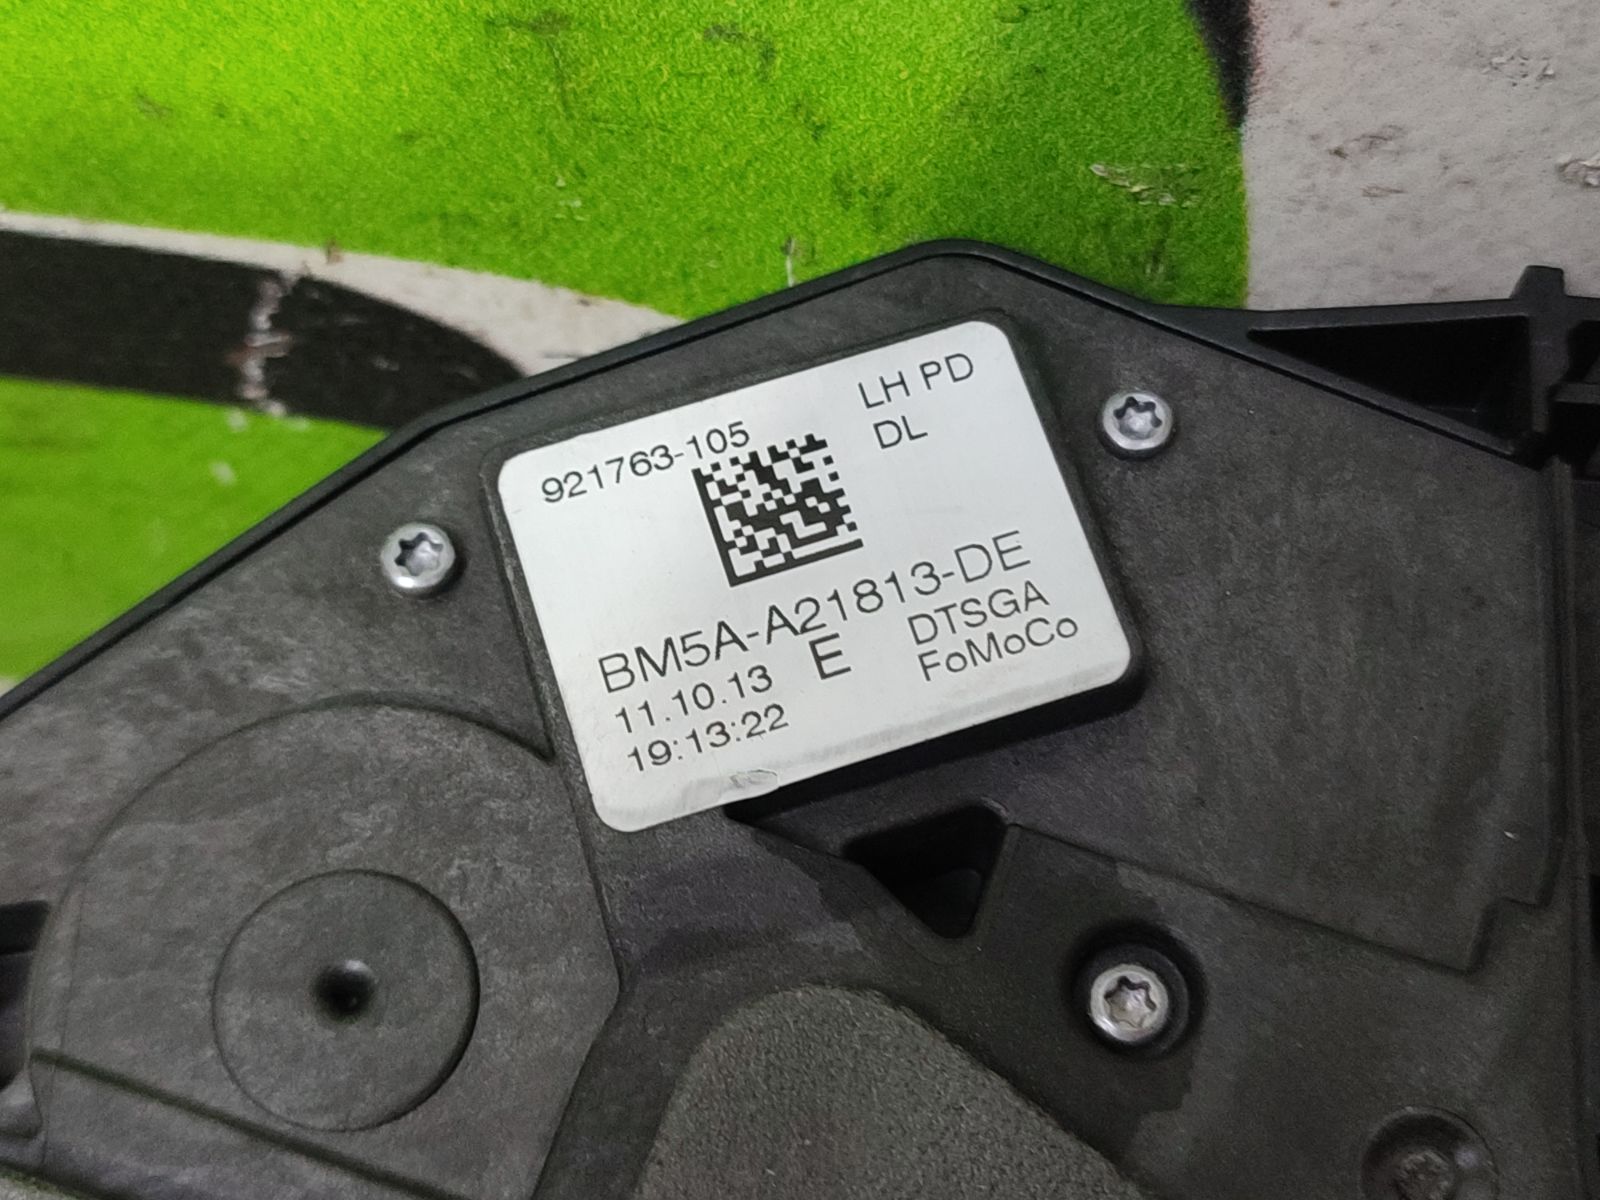 921763-105
LH PD
DL
BM5A-A21813-DE
11.10.13 E DTSGA
19:13:22 FoMoCo